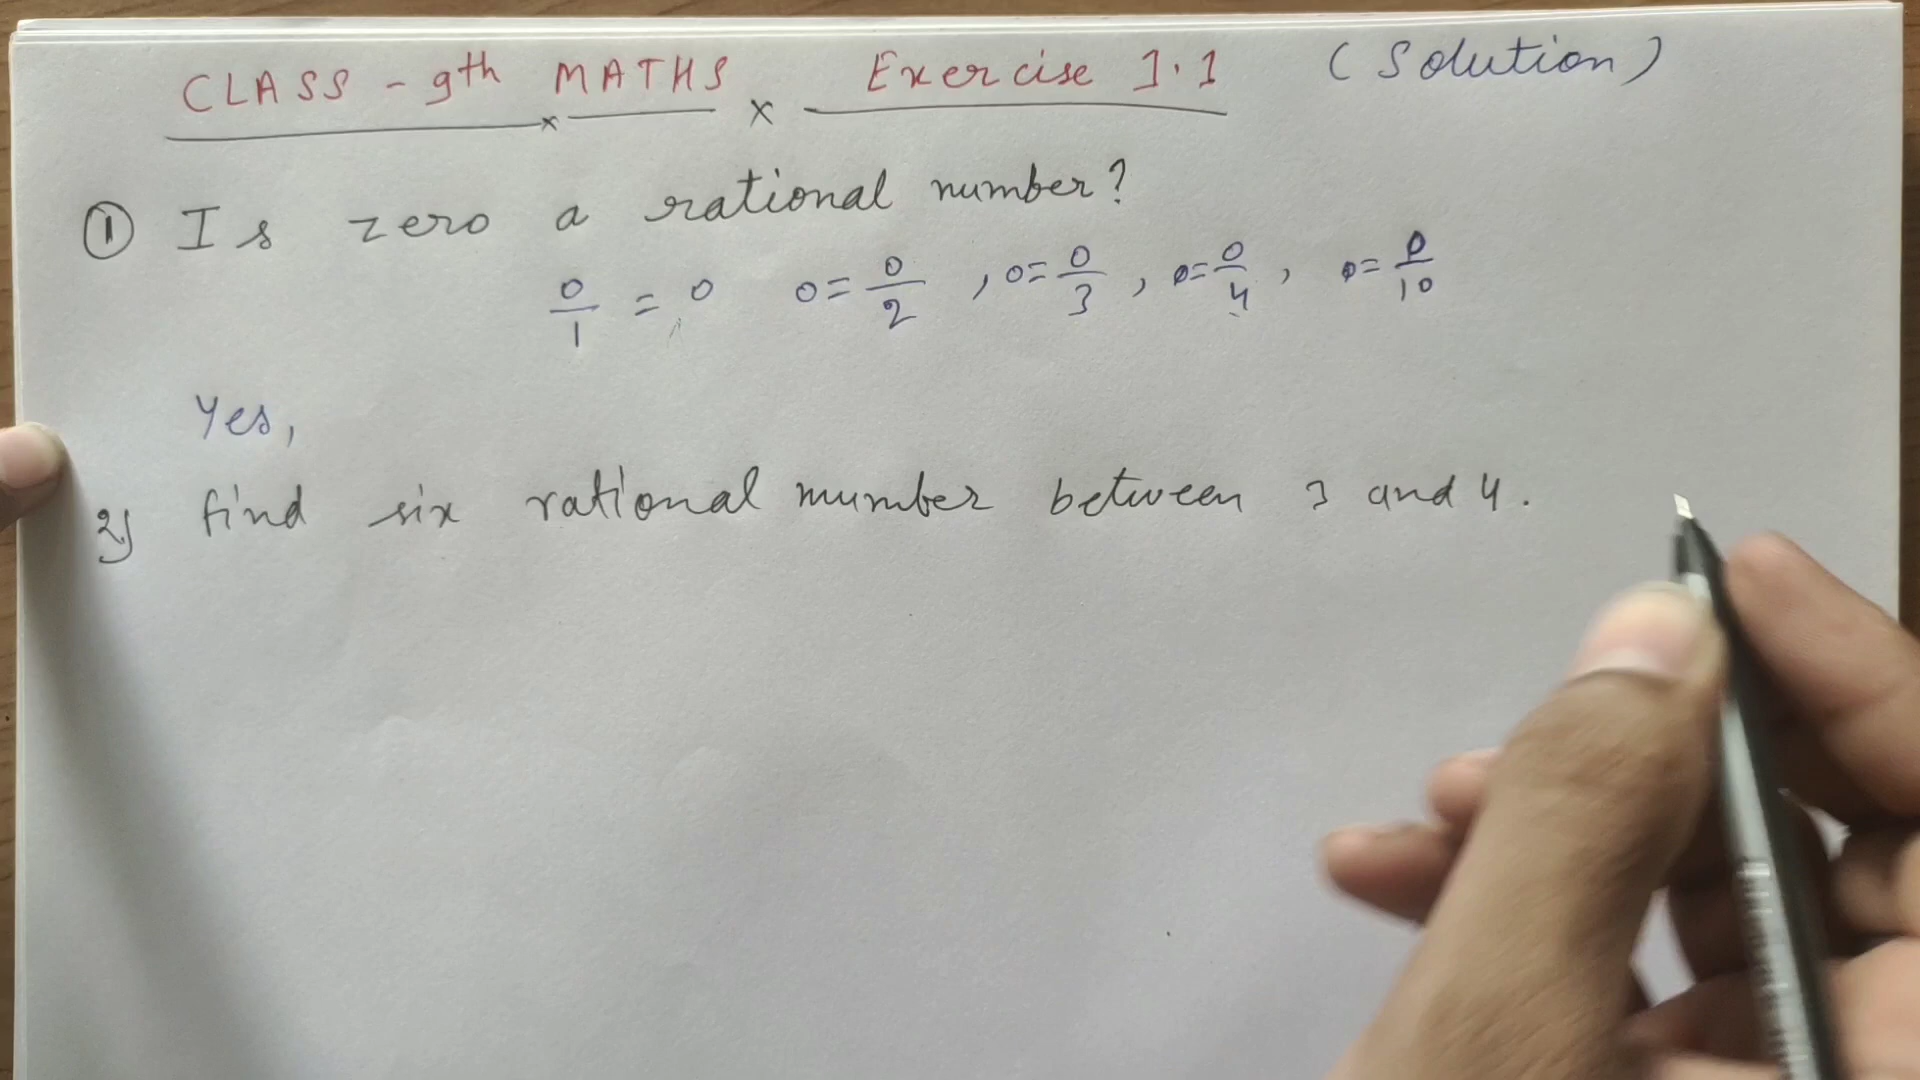 CLASS - 9th MATHS x Exercise 1.1 (Solution)
① Is zero a rational number?
0/1 = 0 0 = 0/2 , 0 = 0/3 , 0 = 0/4 , 0 = 0/10
Yes,
2) find six rational number between 3 and 4.